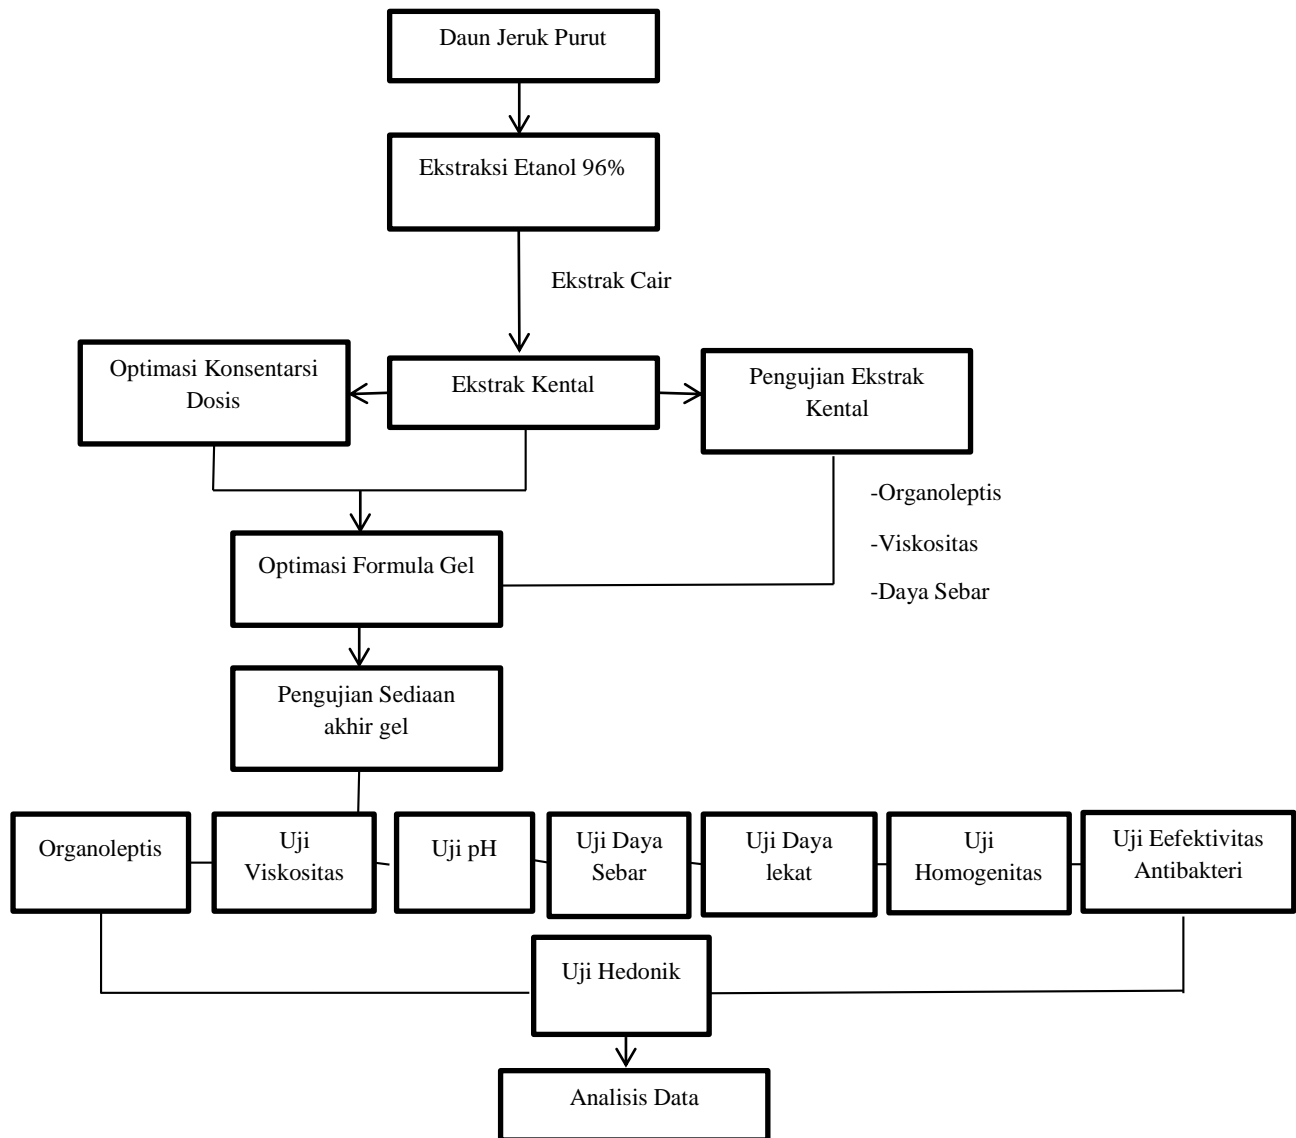 Daun Jeruk Purut
Ekstraksi Etanol 96%
Ekstrak Cair
Optimasi Konsentarsi
Dosis
Ekstrak Kental
Pengujian Ekstrak
Kental
-Organoleptis
-Viskositas
-Daya Sebar
Optimasi Formula Gel
Pengujian Sediaan
akhir gel
Organoleptis
Uji
Viskositas
Uji pH
Uji Daya
Sebar
Uji Daya
lekat
Uji
Homogenitas
Uji Eefektivitas
Antibakteri
Uji Hedonik
Analisis Data